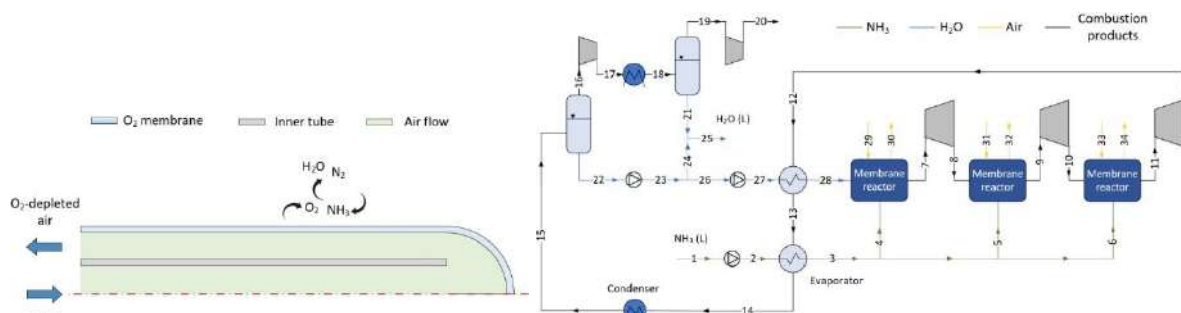 O₂ membrane
Inner tube
Air flow
H₂O
N₂
O₂
NH₃
O₂-depleted
air
19
20
16
17
18
21
H₂O (L)
25
24
22
23
26
27
28
15
NH₃ (L)
1
2
3
Condenser
14
Evaporator
12
13
NH₃
H₂O
Air
Combustion
products
29
30
31
32
33
34
7
8
9
10
11
Membrane
reactor
Membrane
reactor
Membrane
reactor
4
5
6